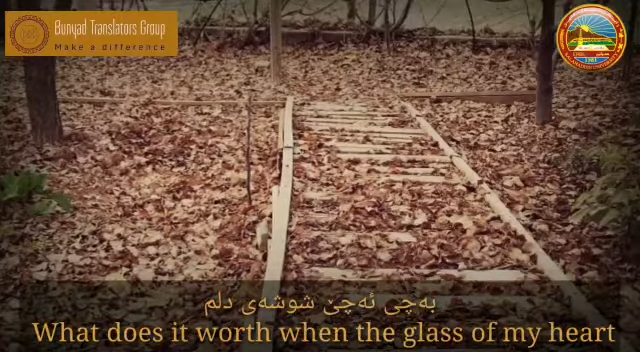 Bunyad Translators Group
Make a difference
بەچی ئەچێ شوشەی دلم
What does it worth when the glass of my heart